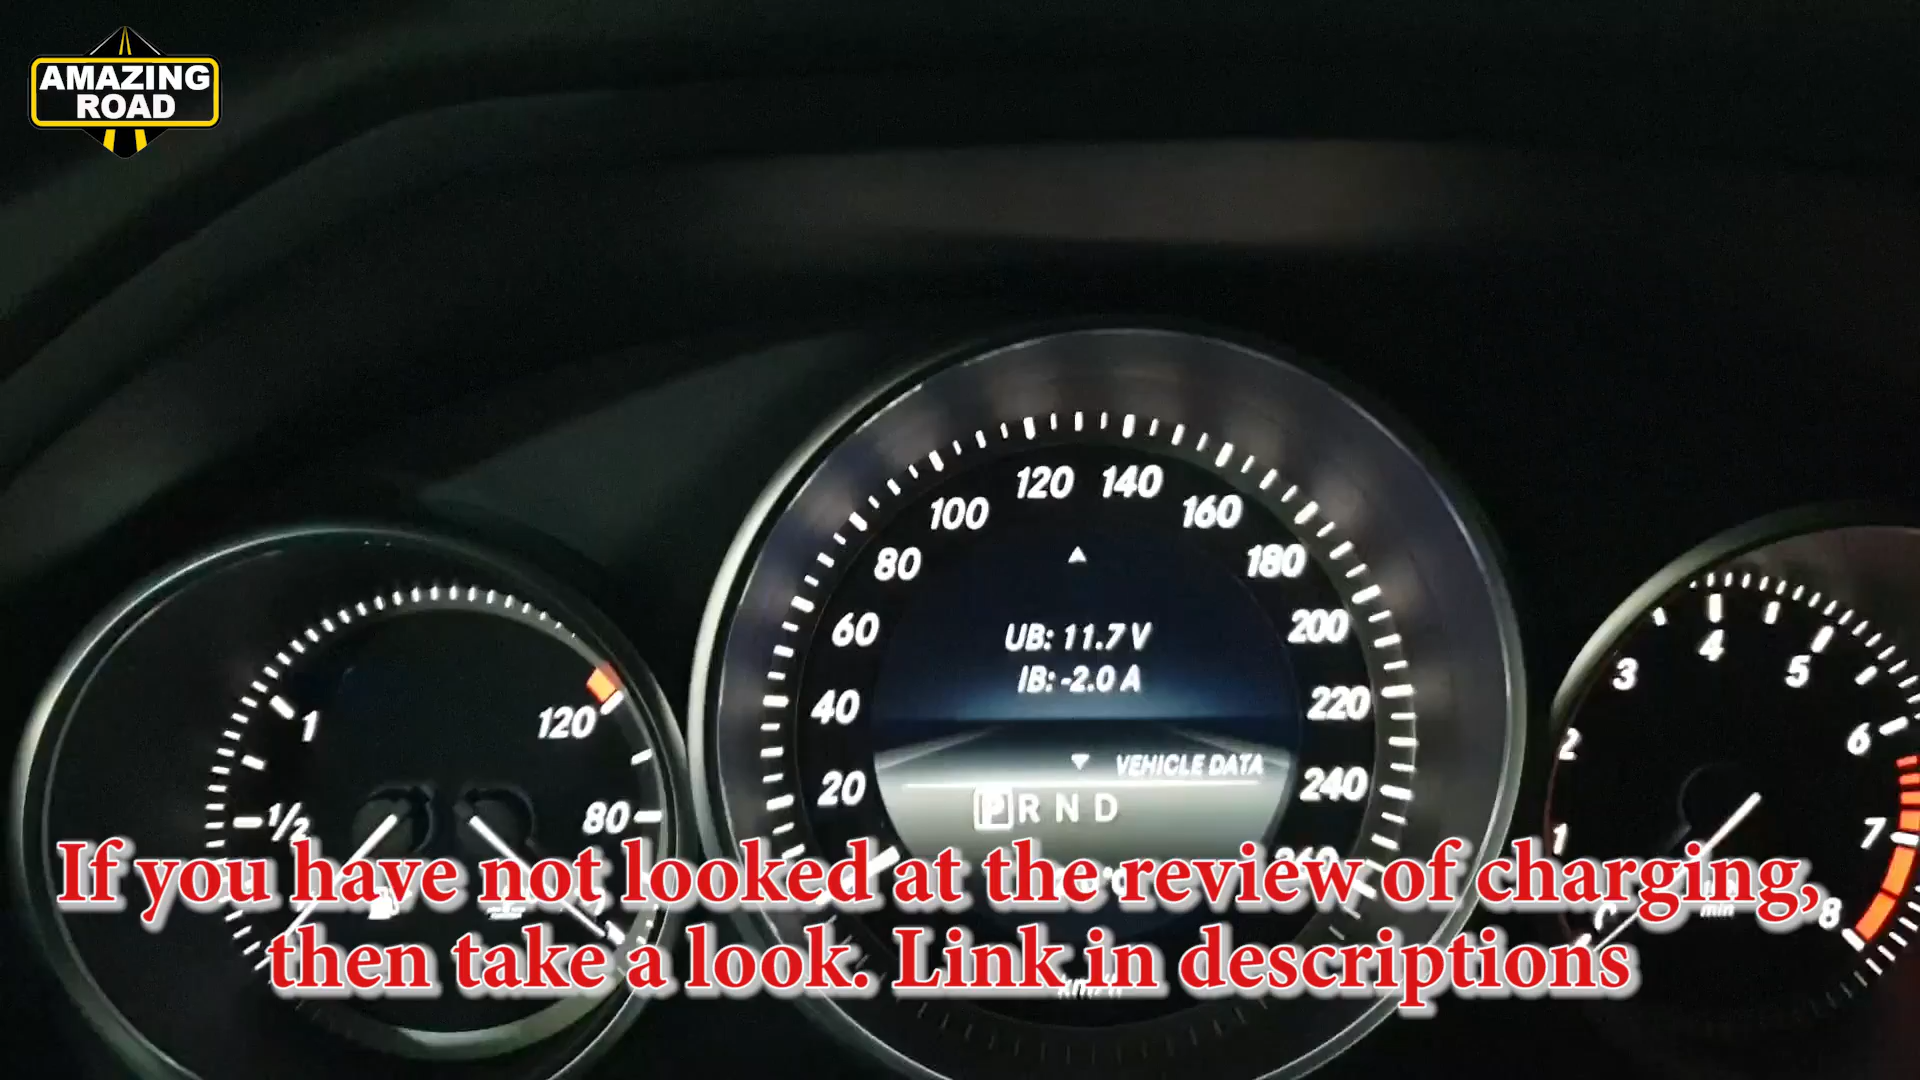 AMAZING
ROAD
120 140
100 160
80 180
60 200
40 220
20 240
UB: 11.7 V
IB: -2.0 A
VEHICLE DATA
P R N D
1
1/2
120
80
1
2
3
4
5
6
7
8
min
If you have not looked at the review of charging,
then take a look. Link in descriptions